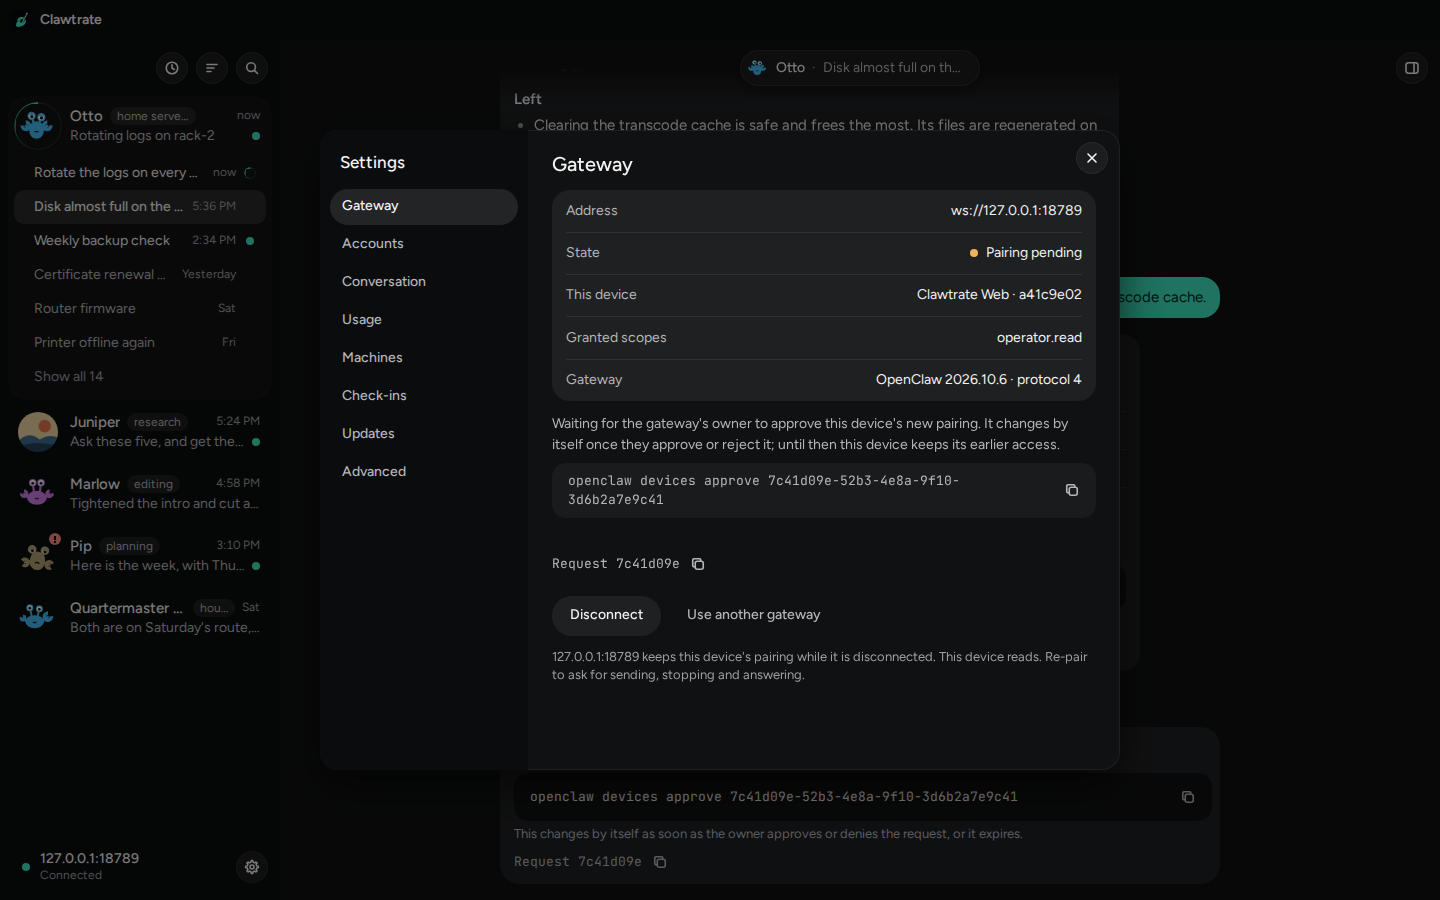 Clawtrate
Otto · Disk almost full on th...
Otto home serve... now
Rotating logs on rack-2
Rotate the logs on every ... now
Disk almost full on the ... 5:36 PM
Weekly backup check 2:34 PM
Certificate renewal ... Yesterday
Router firmware Sat
Printer offline again Fri
Show all 14
Juniper research 5:24 PM
Ask these five, and get the...
Marlow editing 4:58 PM
Tightened the intro and cut a...
Pip planning 3:10 PM
Here is the week, with Thu...
Quartermaster ... hou... Sat
Both are on Saturday's route,...
127.0.0.1:18789
Connected
Left
• Clearing the transcode cache is safe and frees the most. Its files are regenerated on
scode cache.
Settings
Gateway
Accounts
Conversation
Usage
Machines
Check-ins
Updates
Advanced
Gateway
Address ws://127.0.0.1:18789
State Pairing pending
This device Clawtrate Web · a41c9e02
Granted scopes operator.read
Gateway OpenClaw 2026.10.6 · protocol 4
Waiting for the gateway's owner to approve this device's new pairing. It changes by
itself once they approve or reject it; until then this device keeps its earlier access.
openclaw devices approve 7c41d09e-52b3-4e8a-9f10-
3d6b2a7e9c41
Request 7c41d09e
Disconnect Use another gateway
127.0.0.1:18789 keeps this device's pairing while it is disconnected. This device reads. Re-pair
to ask for sending, stopping and answering.
openclaw devices approve 7c41d09e-52b3-4e8a-9f10-3d6b2a7e9c41
This changes by itself as soon as the owner approves or denies the request, or it expires.
Request 7c41d09e